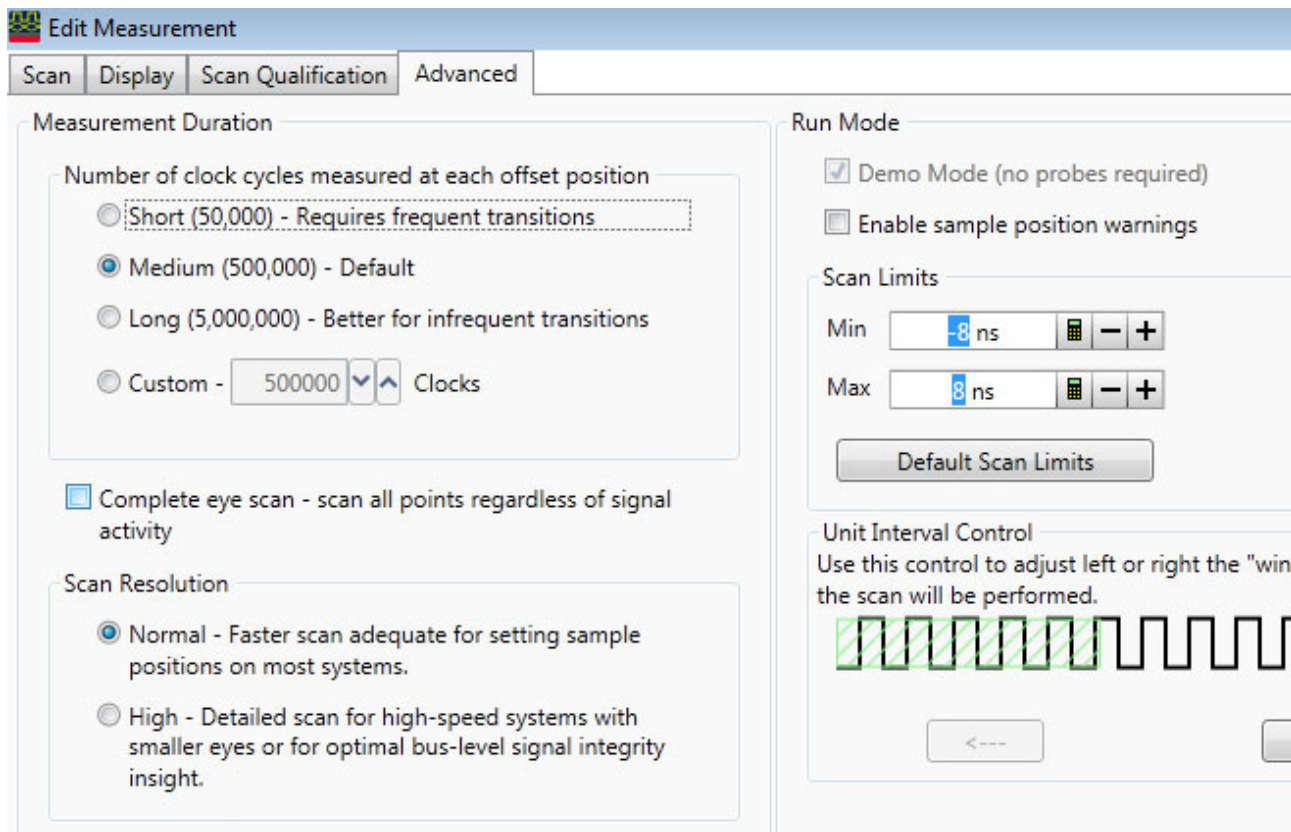 Edit Measurement
Scan
Display
Scan Qualification
Advanced
Measurement Duration
Number of clock cycles measured at each offset position
Short (50,000) - Requires frequent transitions
Medium (500,000) - Default
Long (5,000,000) - Better for infrequent transitions
Custom - 500000 Clocks
Complete eye scan - scan all points regardless of signal
activity
Scan Resolution
Normal - Faster scan adequate for setting sample
positions on most systems.
High - Detailed scan for high-speed systems with
smaller eyes or for optimal bus-level signal integrity
insight.
Run Mode
Demo Mode (no probes required)
Enable sample position warnings
Scan Limits
Min -8 ns
Max 8 ns
Default Scan Limits
Unit Interval Control
Use this control to adjust left or right the "win
the scan will be performed.
<---